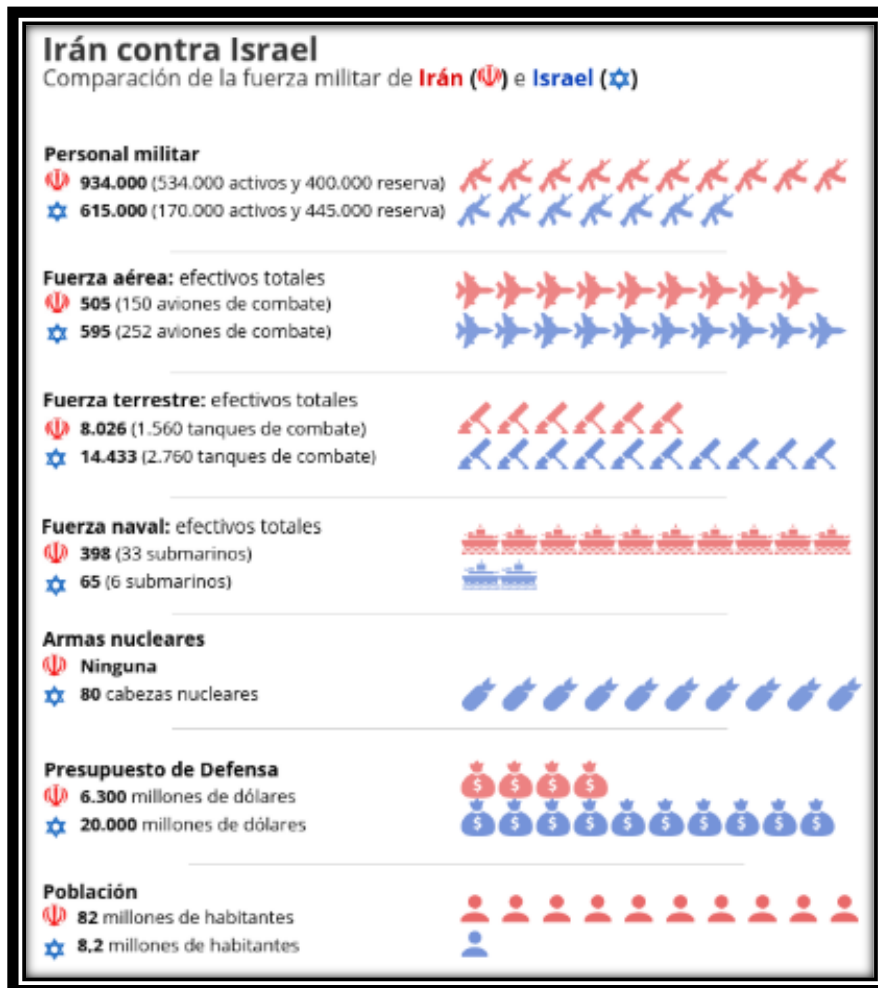 Irán contra Israel
Comparación de la fuerza militar de Irán () e Israel (✡)
Personal militar
934.000 (534.000 activos y 400.000 reserva)
615.000 (170.000 activos y 445.000 reserva)
Fuerza aérea: efectivos totales
505 (150 aviones de combate)
595 (252 aviones de combate)
Fuerza terrestre: efectivos totales
8.026 (1.560 tanques de combate)
14.433 (2.760 tanques de combate)
Fuerza naval: efectivos totales
398 (33 submarinos)
65 (6 submarinos)
Armas nucleares
Ninguna
80 cabezas nucleares
Presupuesto de Defensa
6.300 millones de dólares
20.000 millones de dólares
Población
82 millones de habitantes
8,2 millones de habitantes